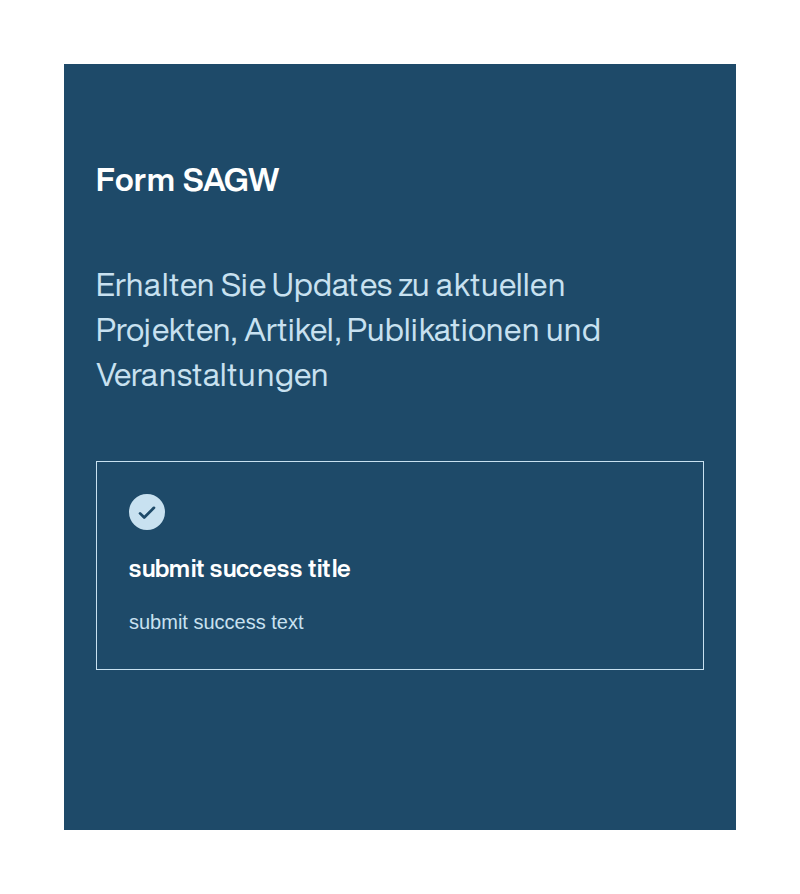 Form SAGW
Erhalten Sie Updates zu aktuellen
Projekten, Artikel, Publikationen und
Veranstaltungen
submit success title
submit success text